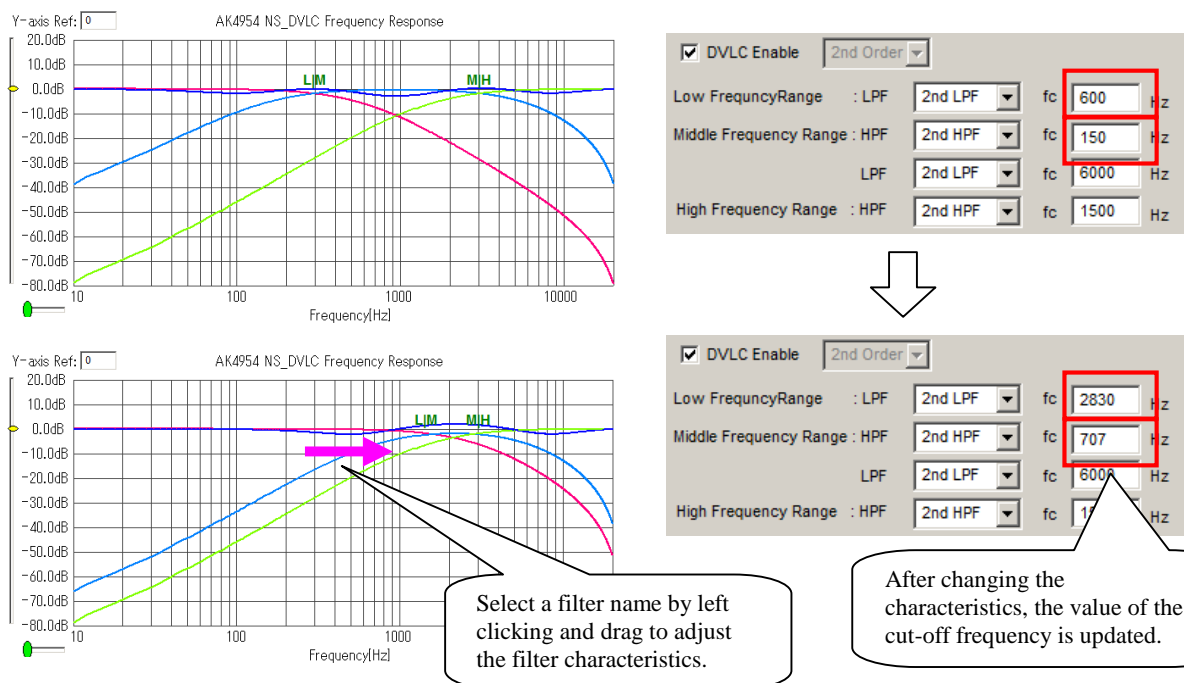 Y-axis Ref: 0
AK4954 NS_DVLC Frequency Response
20.0dB
10.0dB
0.0dB
-10.0dB
-20.0dB
-30.0dB
-40.0dB
-50.0dB
-60.0dB
-70.0dB
-80.0dB
L|M
M|H
10
100
1000
10000
Frequency[Hz]
DVLC Enable
2nd Order
Low FrequncyRange : LPF 2nd LPF fc 600 Hz
Middle Frequency Range : HPF 2nd HPF fc 150 Hz
LPF 2nd LPF fc 6000 Hz
High Frequency Range : HPF 2nd HPF fc 1500 Hz
Y-axis Ref: 0
AK4954 NS_DVLC Frequency Response
20.0dB
10.0dB
0.0dB
-10.0dB
-20.0dB
-30.0dB
-40.0dB
-50.0dB
-60.0dB
-70.0dB
-80.0dB
L|M
M|H
10
100
1000
Frequency[Hz]
Select a filter name by left
clicking and drag to adjust
the filter characteristics.
DVLC Enable
2nd Order
Low FrequncyRange : LPF 2nd LPF fc 2830 Hz
Middle Frequency Range : HPF 2nd HPF fc 707 Hz
LPF 2nd LPF fc 6000 Hz
High Frequency Range : HPF 2nd HPF fc Hz
After changing the
characteristics, the value of the
cut-off frequency is updated.